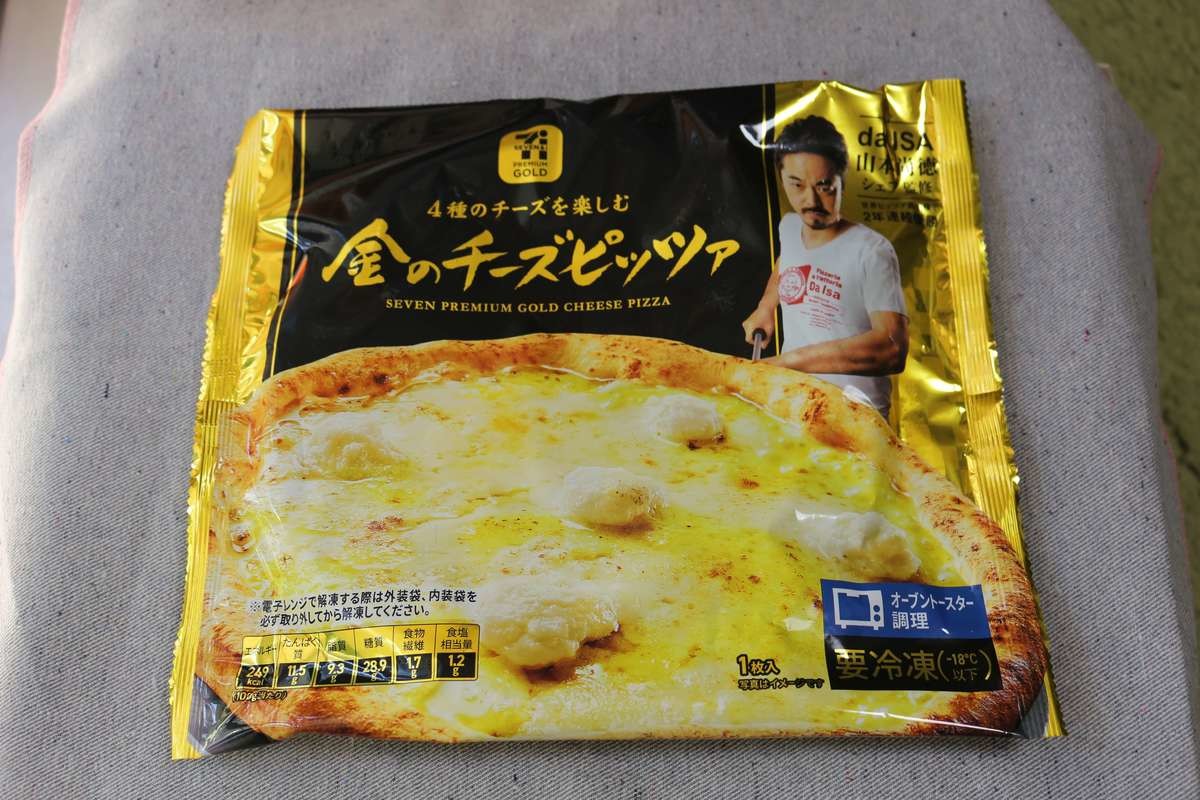 SEVEN &
PREMIUM
GOLD
4種のチーズを楽しむ
金のチーズピッツァ
SEVEN PREMIUM GOLD CHEESE PIZZA
daISA
山本尚徳
シェフ監修
2年連続
Pizzeria
e trattoria
Da Isa
※電子レンジで解凍する際は外装袋、内装袋を
必ず取り外してから解凍してください。
エネルギー たんぱく質 脂質 糖質 食物繊維 食塩相当量
249kcal 11.5g 9.3g 28.9g 1.7g 1.2g
(100g当たり)
1枚入
写真はイメージです
オーブントースター
調理
要冷凍(-18℃以下)